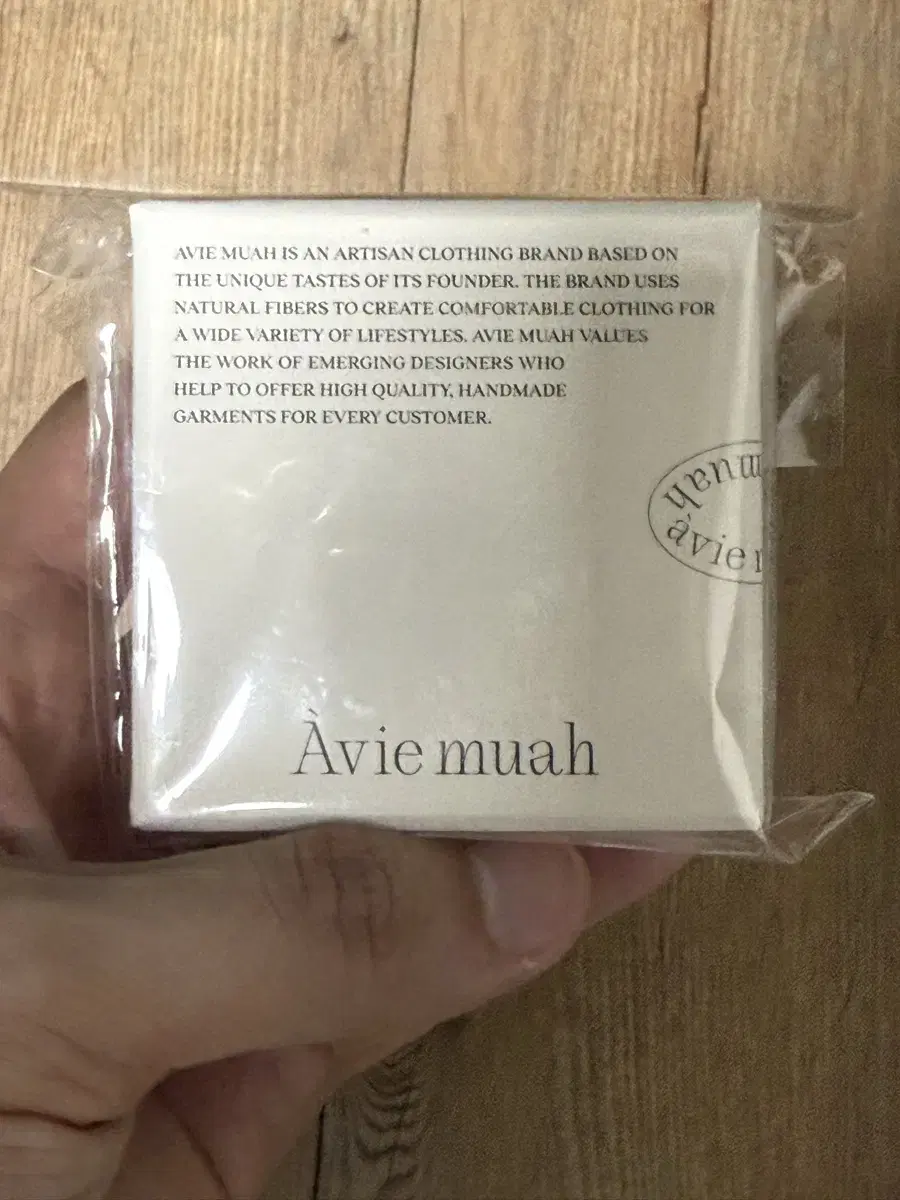 AVIE MUAH IS AN ARTISAN CLOTHING BRAND BASED ON
THE UNIQUE TASTES OF ITS FOUNDER. THE BRAND USES
NATURAL FIBERS TO CREATE COMFORTABLE CLOTHING FOR
A WIDE VARIETY OF LIFESTYLES. AVIE MUAH VALUES
THE WORK OF EMERGING DESIGNERS WHO
HELP TO OFFER HIGH QUALITY, HANDMADE
GARMENTS FOR EVERY CUSTOMER.
muah
àvie m
Àvie muah